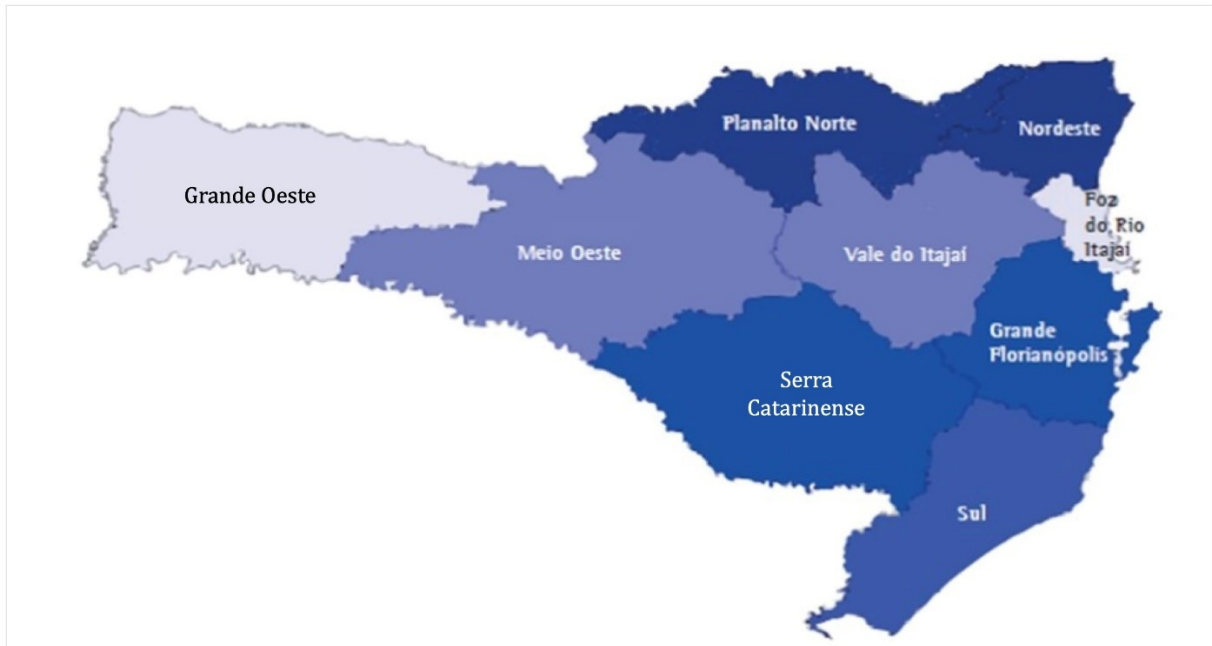 Planalto Norte
Nordeste
Grande Oeste
Foz
do Rio
Itajaí
Meio Oeste
Vale do Itajaí
Grande
Florianópolis
Serra
Catarinense
Sul